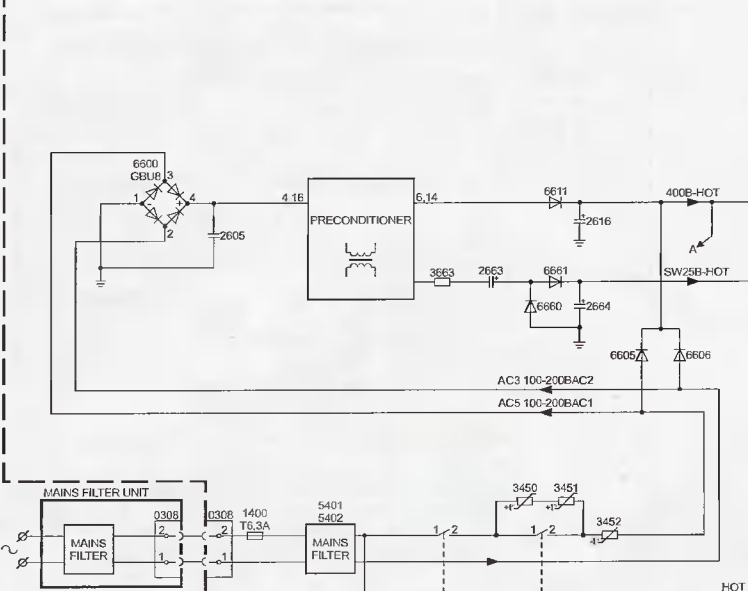 6600
GBU8
3
1
-
+
4
2
2605
4.16
PRECONDITIONER
6,14
6611
400B-HOT
+
2616
A
3663
2663
+
6661
SW25B-HOT
6660
+
2664
6605
6606
AC3 100-200BAC2
AC5 100-200BAC1
MAINS FILTER UNIT
0308
0308
1400
T6,3A
5401
5402
3450
3451
3452
2
2
1 2
1 2
+t
-t
-t
MAINS
FILTER
MAINS
FILTER
1
1
HOT